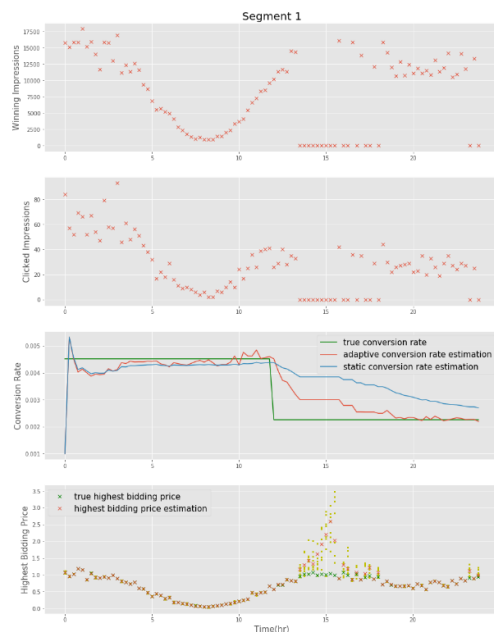 Segment 1
Winning Impressions
17500
15000
12500
10000
7500
5000
2500
0
0 5 10 15 20
Clicked Impressions
80
60
40
20
0
0 5 10 15 20
Conversion Rate
0.005
0.004
0.003
0.002
0.001
true conversion rate
adaptive conversion rate estimation
static conversion rate estimation
0 5 10 15 20
Highest Bidding Price
3.5
3.0
2.5
2.0
1.5
1.0
0.5
0.0
true highest bidding price
highest bidding price estimation
0 5 10 15 20
Time(hr)